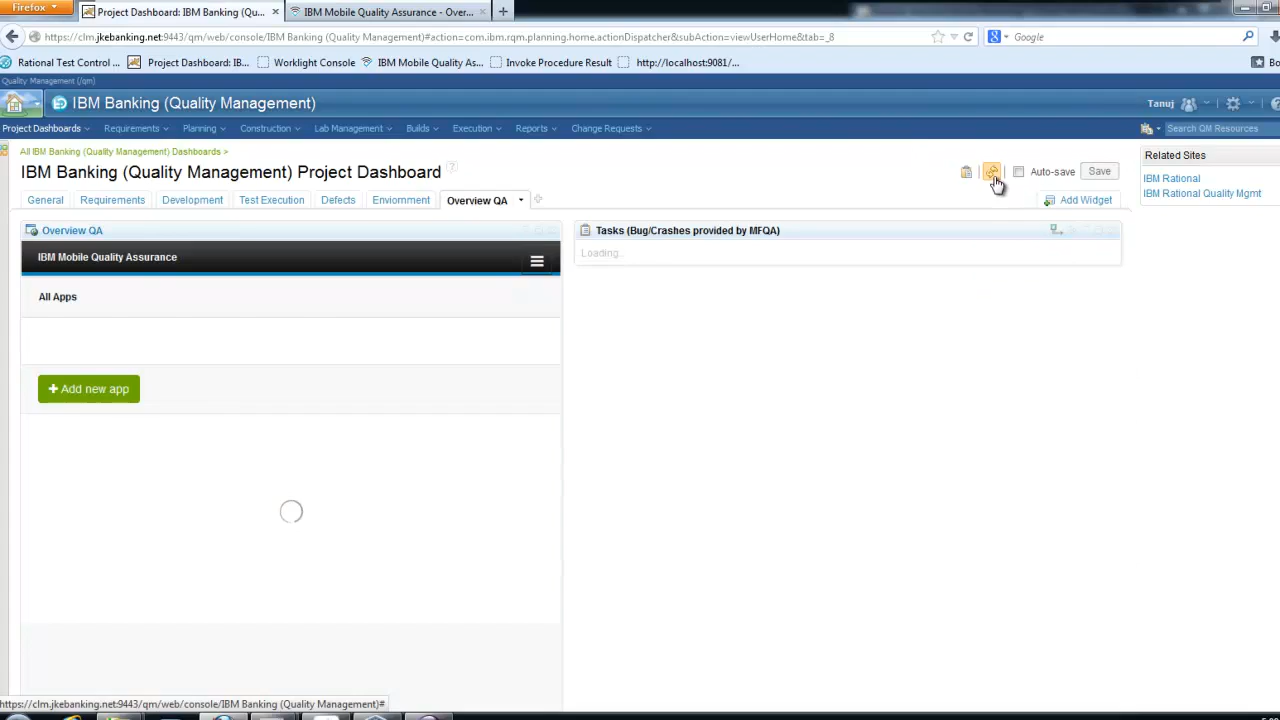 Firefox
Project Dashboard: IBM Banking (Qu... ×
IBM Mobile Quality Assurance - Over... ×
https://clm.jkebanking.net:9443/qm/web/console/IBM Banking (Quality Management)#action=com.ibm.rqm.planning.home.actionDispatcher&subAction=viewUserHome&tab=_8
Google
Rational Test Control ...
Project Dashboard: IB...
Worklight Console
IBM Mobile Quality As...
Invoke Procedure Result
http://localhost:9081/...
Bo
Quality Management (/qm)
IBM Banking (Quality Management)
Tanuj
Project Dashboards
Requirements
Planning
Construction
Lab Management
Builds
Execution
Reports
Change Requests
Search QM Resources
All IBM Banking (Quality Management) Dashboards >
IBM Banking (Quality Management) Project Dashboard ?
Auto-save
Save
Related Sites
IBM Rational
IBM Rational Quality Mgmt
General
Requirements
Development
Test Execution
Defects
Enviornment
Overview QA
Add Widget
Overview QA
Tasks (Bug/Crashes provided by MFQA)
IBM Mobile Quality Assurance
Loading...
All Apps
+ Add new app
https://clm.jkebanking.net:9443/qm/web/console/IBM Banking (Quality Management)#